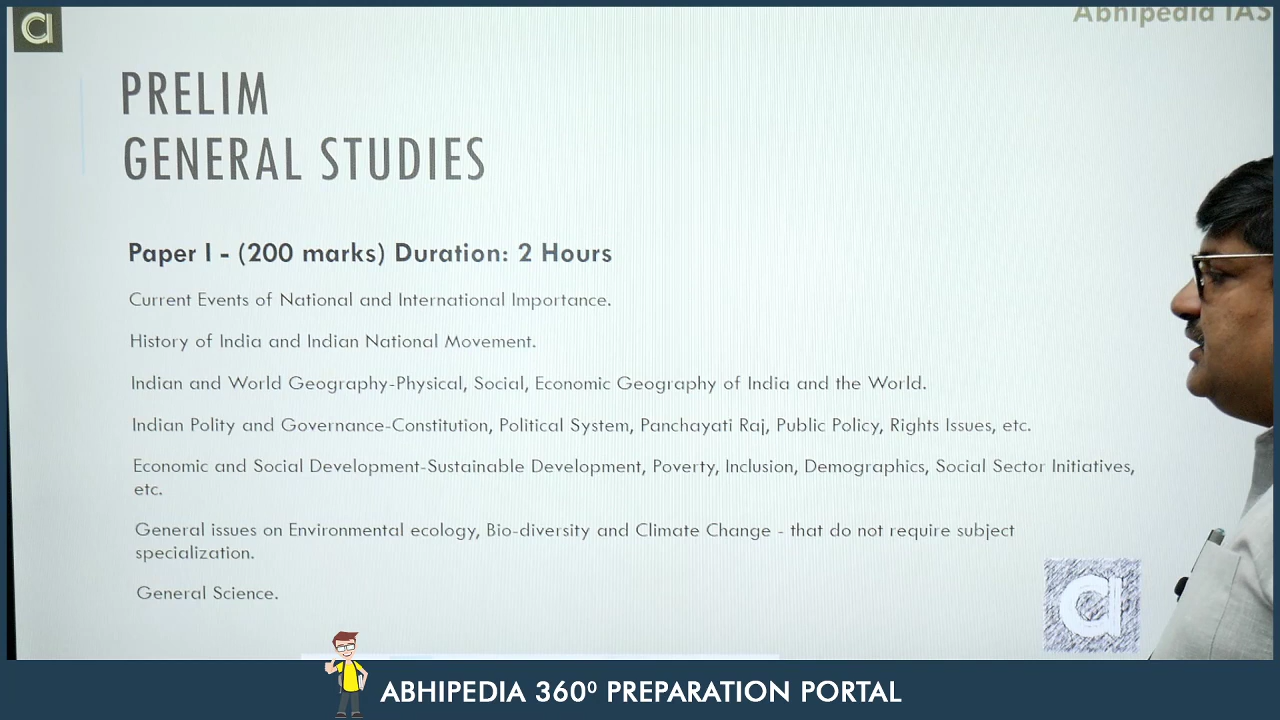 Abhipedia IAS
PRELIM
GENERAL STUDIES
Paper I - (200 marks) Duration: 2 Hours
Current Events of National and International Importance.
History of India and Indian National Movement.
Indian and World Geography-Physical, Social, Economic Geography of India and the World.
Indian Polity and Governance-Constitution, Political System, Panchayati Raj, Public Policy, Rights Issues, etc.
Economic and Social Development-Sustainable Development, Poverty, Inclusion, Demographics, Social Sector Initiatives,
etc.
General issues on Environmental ecology, Bio-diversity and Climate Change - that do not require subject
specialization.
General Science.
ABHIPEDIA 360⁰ PREPARATION PORTAL